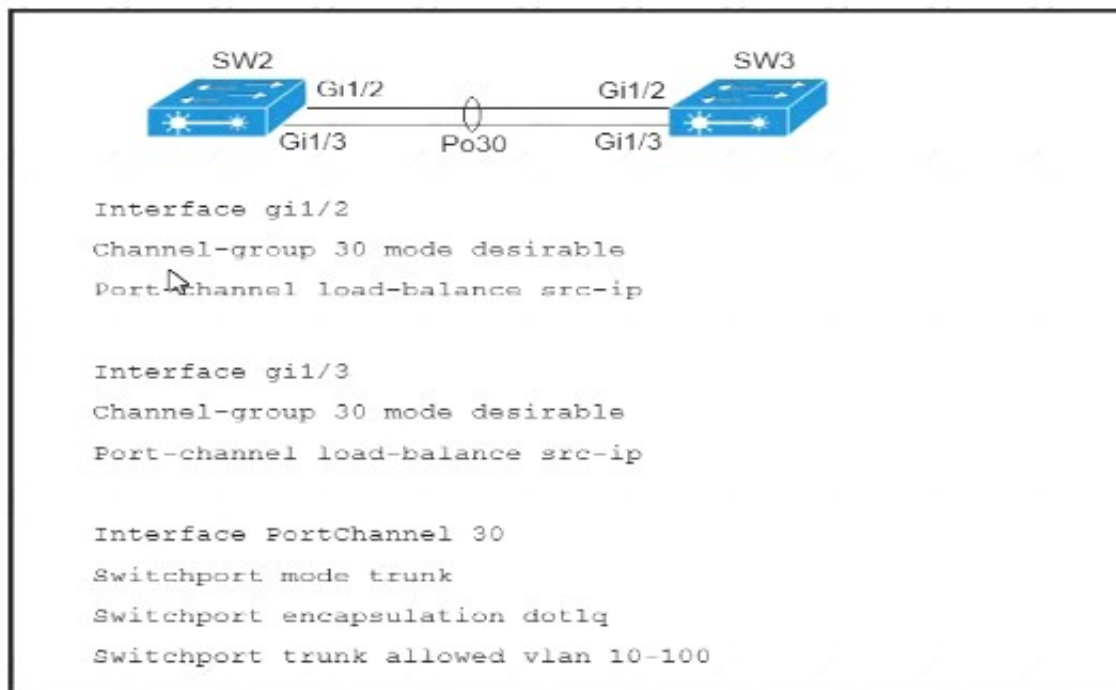 SW2 SW3
Gi1/2 Gi1/2
Gi1/3 Po30 Gi1/3
Interface gi1/2
Channel-group 30 mode desirable
Port-channel load-balance src-ip
Interface gi1/3
Channel-group 30 mode desirable
Port-channel load-balance src-ip
Interface PortChannel 30
Switchport mode trunk
Switchport encapsulation dot1q
Switchport trunk allowed vlan 10-100